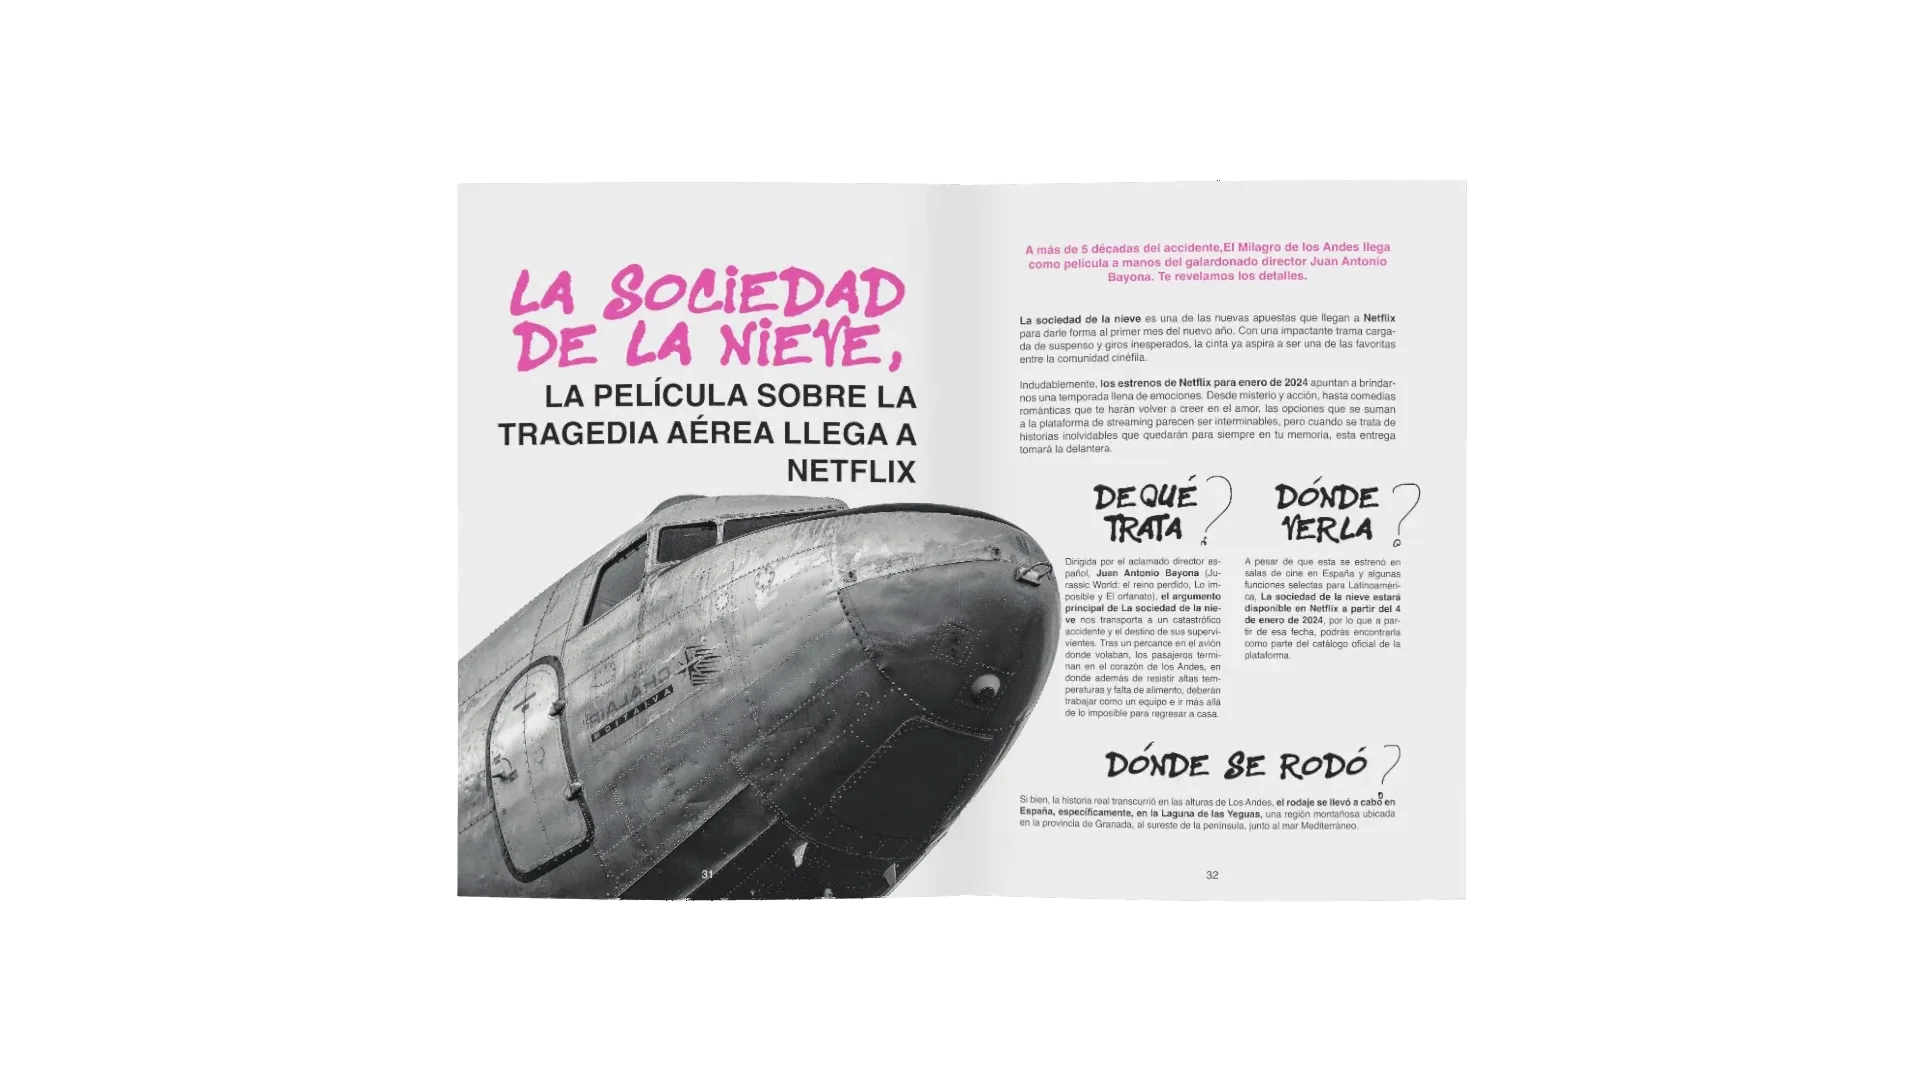 LA SOCIEDAD
DE LA NIEVE,
LA PELÍCULA SOBRE LA
TRAGEDIA AÉREA LLEGA A
NETFLIX
31
A más de 5 décadas del accidente,El Milagro de los Andes llega
como película a manos del galardonado director Juan Antonio
Bayona. Te revelamos los detalles.
La sociedad de la nieve es una de las nuevas apuestas que llegan a Netflix
para darle forma al primer mes del nuevo año. Con una impactante trama carga-
da de suspenso y giros inesperados, la cinta ya aspira a ser una de las favoritas
entre la comunidad cinéfila.
Indudablemente, los estrenos de Netflix para enero de 2024 apuntan a brindar-
nos una temporada llena de emociones. Desde misterio y acción, hasta comedias
románticas que te harán volver a creer en el amor, las opciones que se suman
a la plataforma de streaming parecen ser interminables, pero cuando se trata de
historias inolvidables que quedarán para siempre en tu memoria, esta entrega
tomará la delantera.
DE QUÉ
TRATA ?
Dirigida por el aclamado director es-
pañol, Juan Antonio Bayona (Ju-
rassic World: el reino perdido, Lo im-
posible y El orfanato), el argumento
principal de La sociedad de la nie-
ve nos transporta a un catastrófico
accidente y el destino de sus supervi-
vientes. Tras un percance en el avión
donde volaban, los pasajeros termi-
nan en el corazón de los Andes, en
donde además de resistir altas tem-
peraturas y falta de alimento, deberán
trabajar como un equipo e ir más allá
de lo imposible para regresar a casa.
DÓNDE
VERLA ?
A pesar de que esta se estrenó en
salas de cine en España y algunas
funciones selectas para Latinoaméri-
ca, La sociedad de la nieve estará
disponible en Netflix a partir del 4
de enero de 2024, por lo que a par-
tir de esa fecha, podrás encontrarla
como parte del catálogo oficial de la
plataforma.
DÓNDE SE RODÓ ?
Si bien, la historia real transcurrió en las alturas de Los Andes, el rodaje se llevó a cabo en
España, específicamente, en la Laguna de las Yeguas, una región montañosa ubicada
en la provincia de Granada, al sureste de la península, junto al mar Mediterráneo.
32